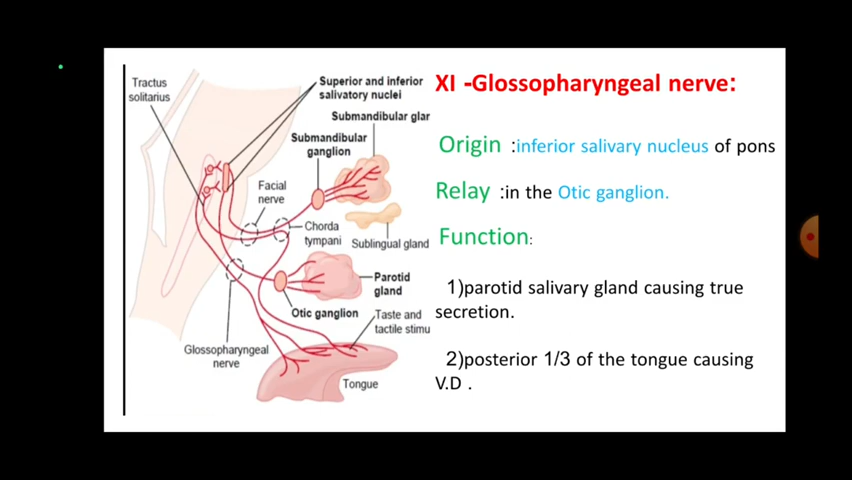 Tractus
solitarius
Superior and inferior
salivatory nuclei
Submandibular glar
Submandibular
ganglion
Facial
nerve
Chorda
tympani
Sublingual gland
Parotid
gland
Otic ganglion
Taste and
tactile stimu
Glossopharyngeal
nerve
Tongue
XI -Glossopharyngeal nerve:
Origin :inferior salivary nucleus of pons
Relay :in the Otic ganglion.
Function:
1)parotid salivary gland causing true
secretion.
2)posterior 1/3 of the tongue causing
V.D .